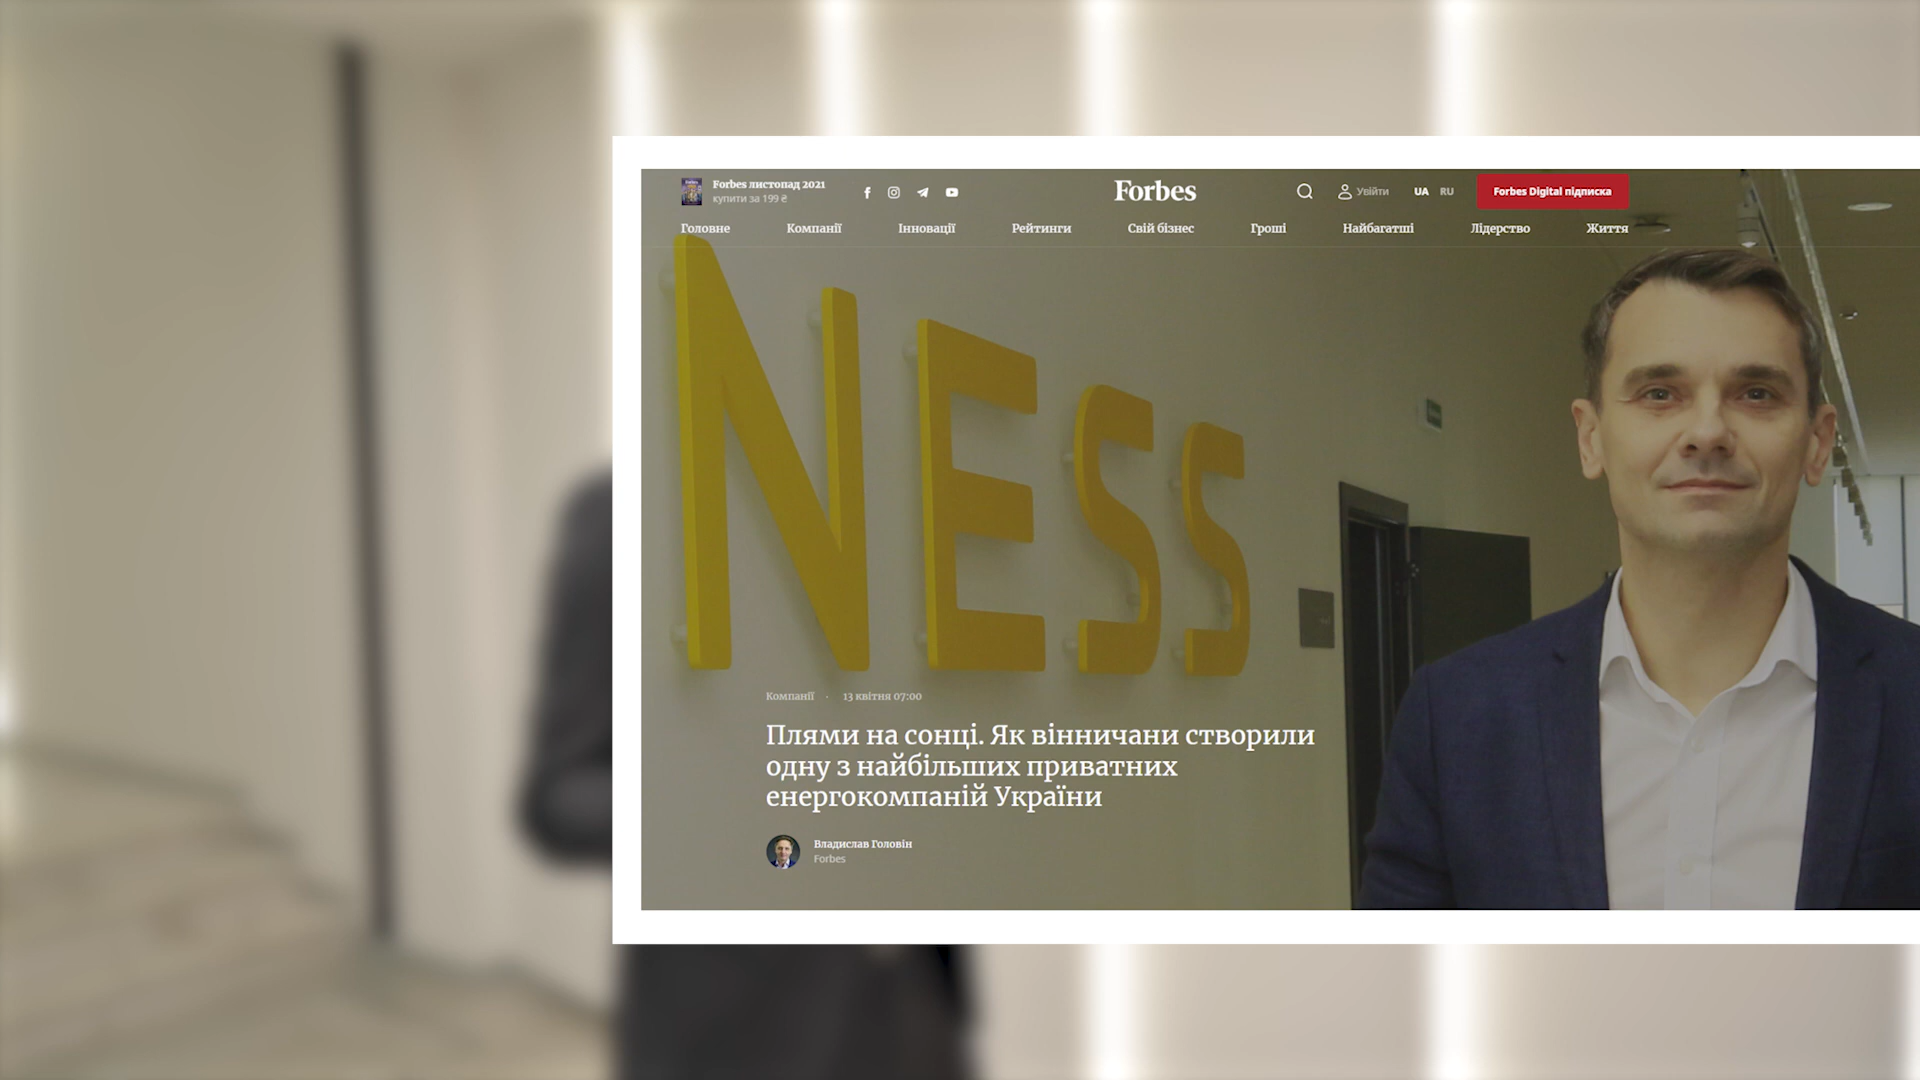 Forbes листопад 2021
купити за 199 ₴
Forbes
Увійти
UA RU
Forbes Digital підписка
Головне Компанії Інновації Рейтинги Свій бізнес Гроші Найбагатші Лідерство Життя
NESS
Компанії · 13 квітня 07:00
Плями на сонці. Як вінничани створили
одну з найбільших приватних
енергокомпаній України
Владислав Головін
Forbes